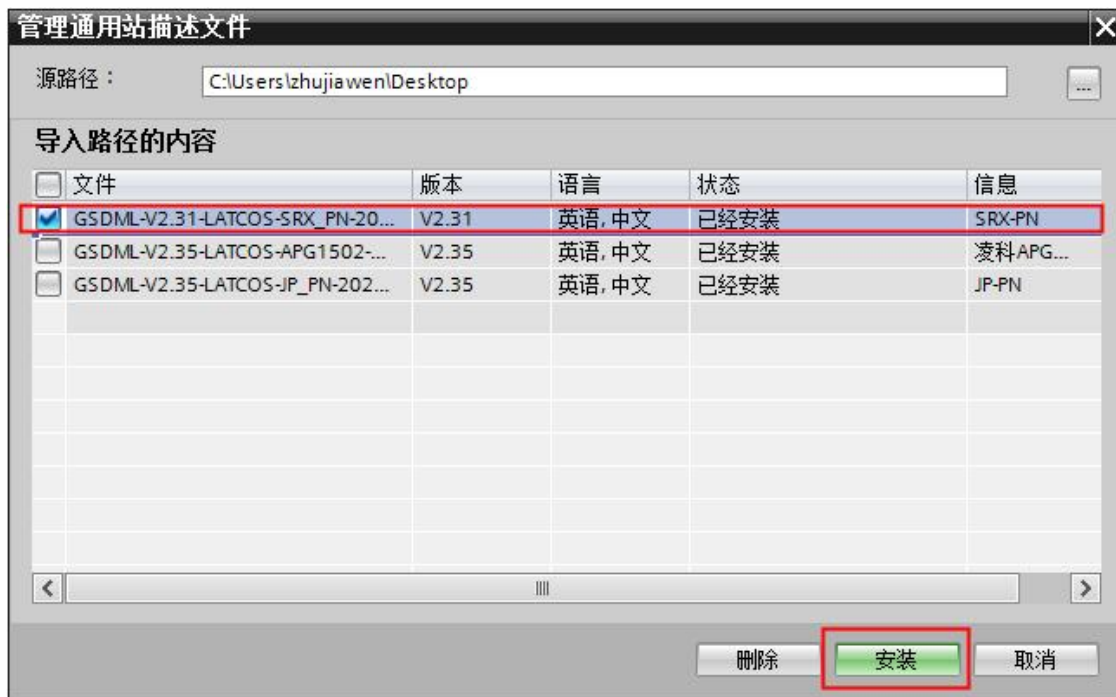 管理通用站描述文件
源路径： C:\Users\zhujiawen\Desktop ...
导入路径的内容
文件 版本 语言 状态 信息
GSDML-V2.31-LATCOS-SRX_PN-20... V2.31 英语, 中文 已经安装 SRX-PN
GSDML-V2.35-LATCOS-APG1502-... V2.35 英语, 中文 已经安装 凌科APG...
GSDML-V2.35-LATCOS-JP_PN-202... V2.35 英语, 中文 已经安装 JP-PN
删除 安装 取消